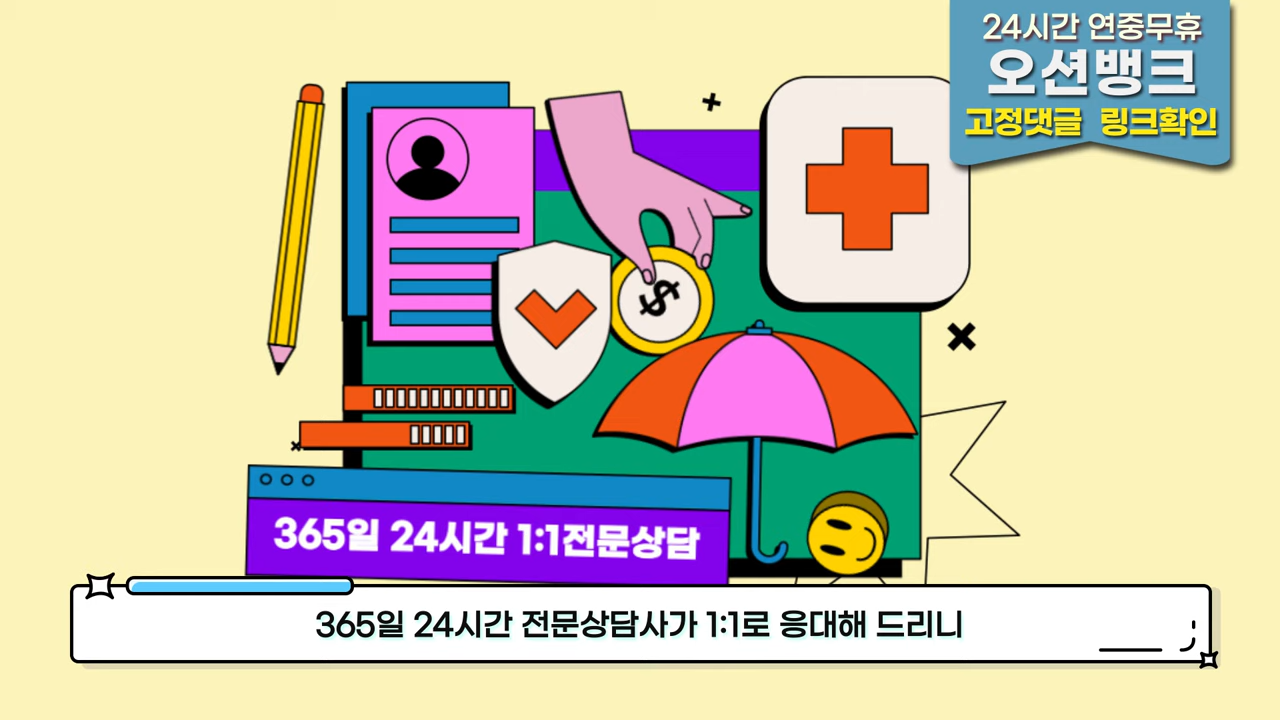 24시간 연중무휴
오션뱅크
고정댓글 링크확인
$
365일 24시간 1:1전문상담
365일 24시간 전문상담사가 1:1로 응대해 드리니